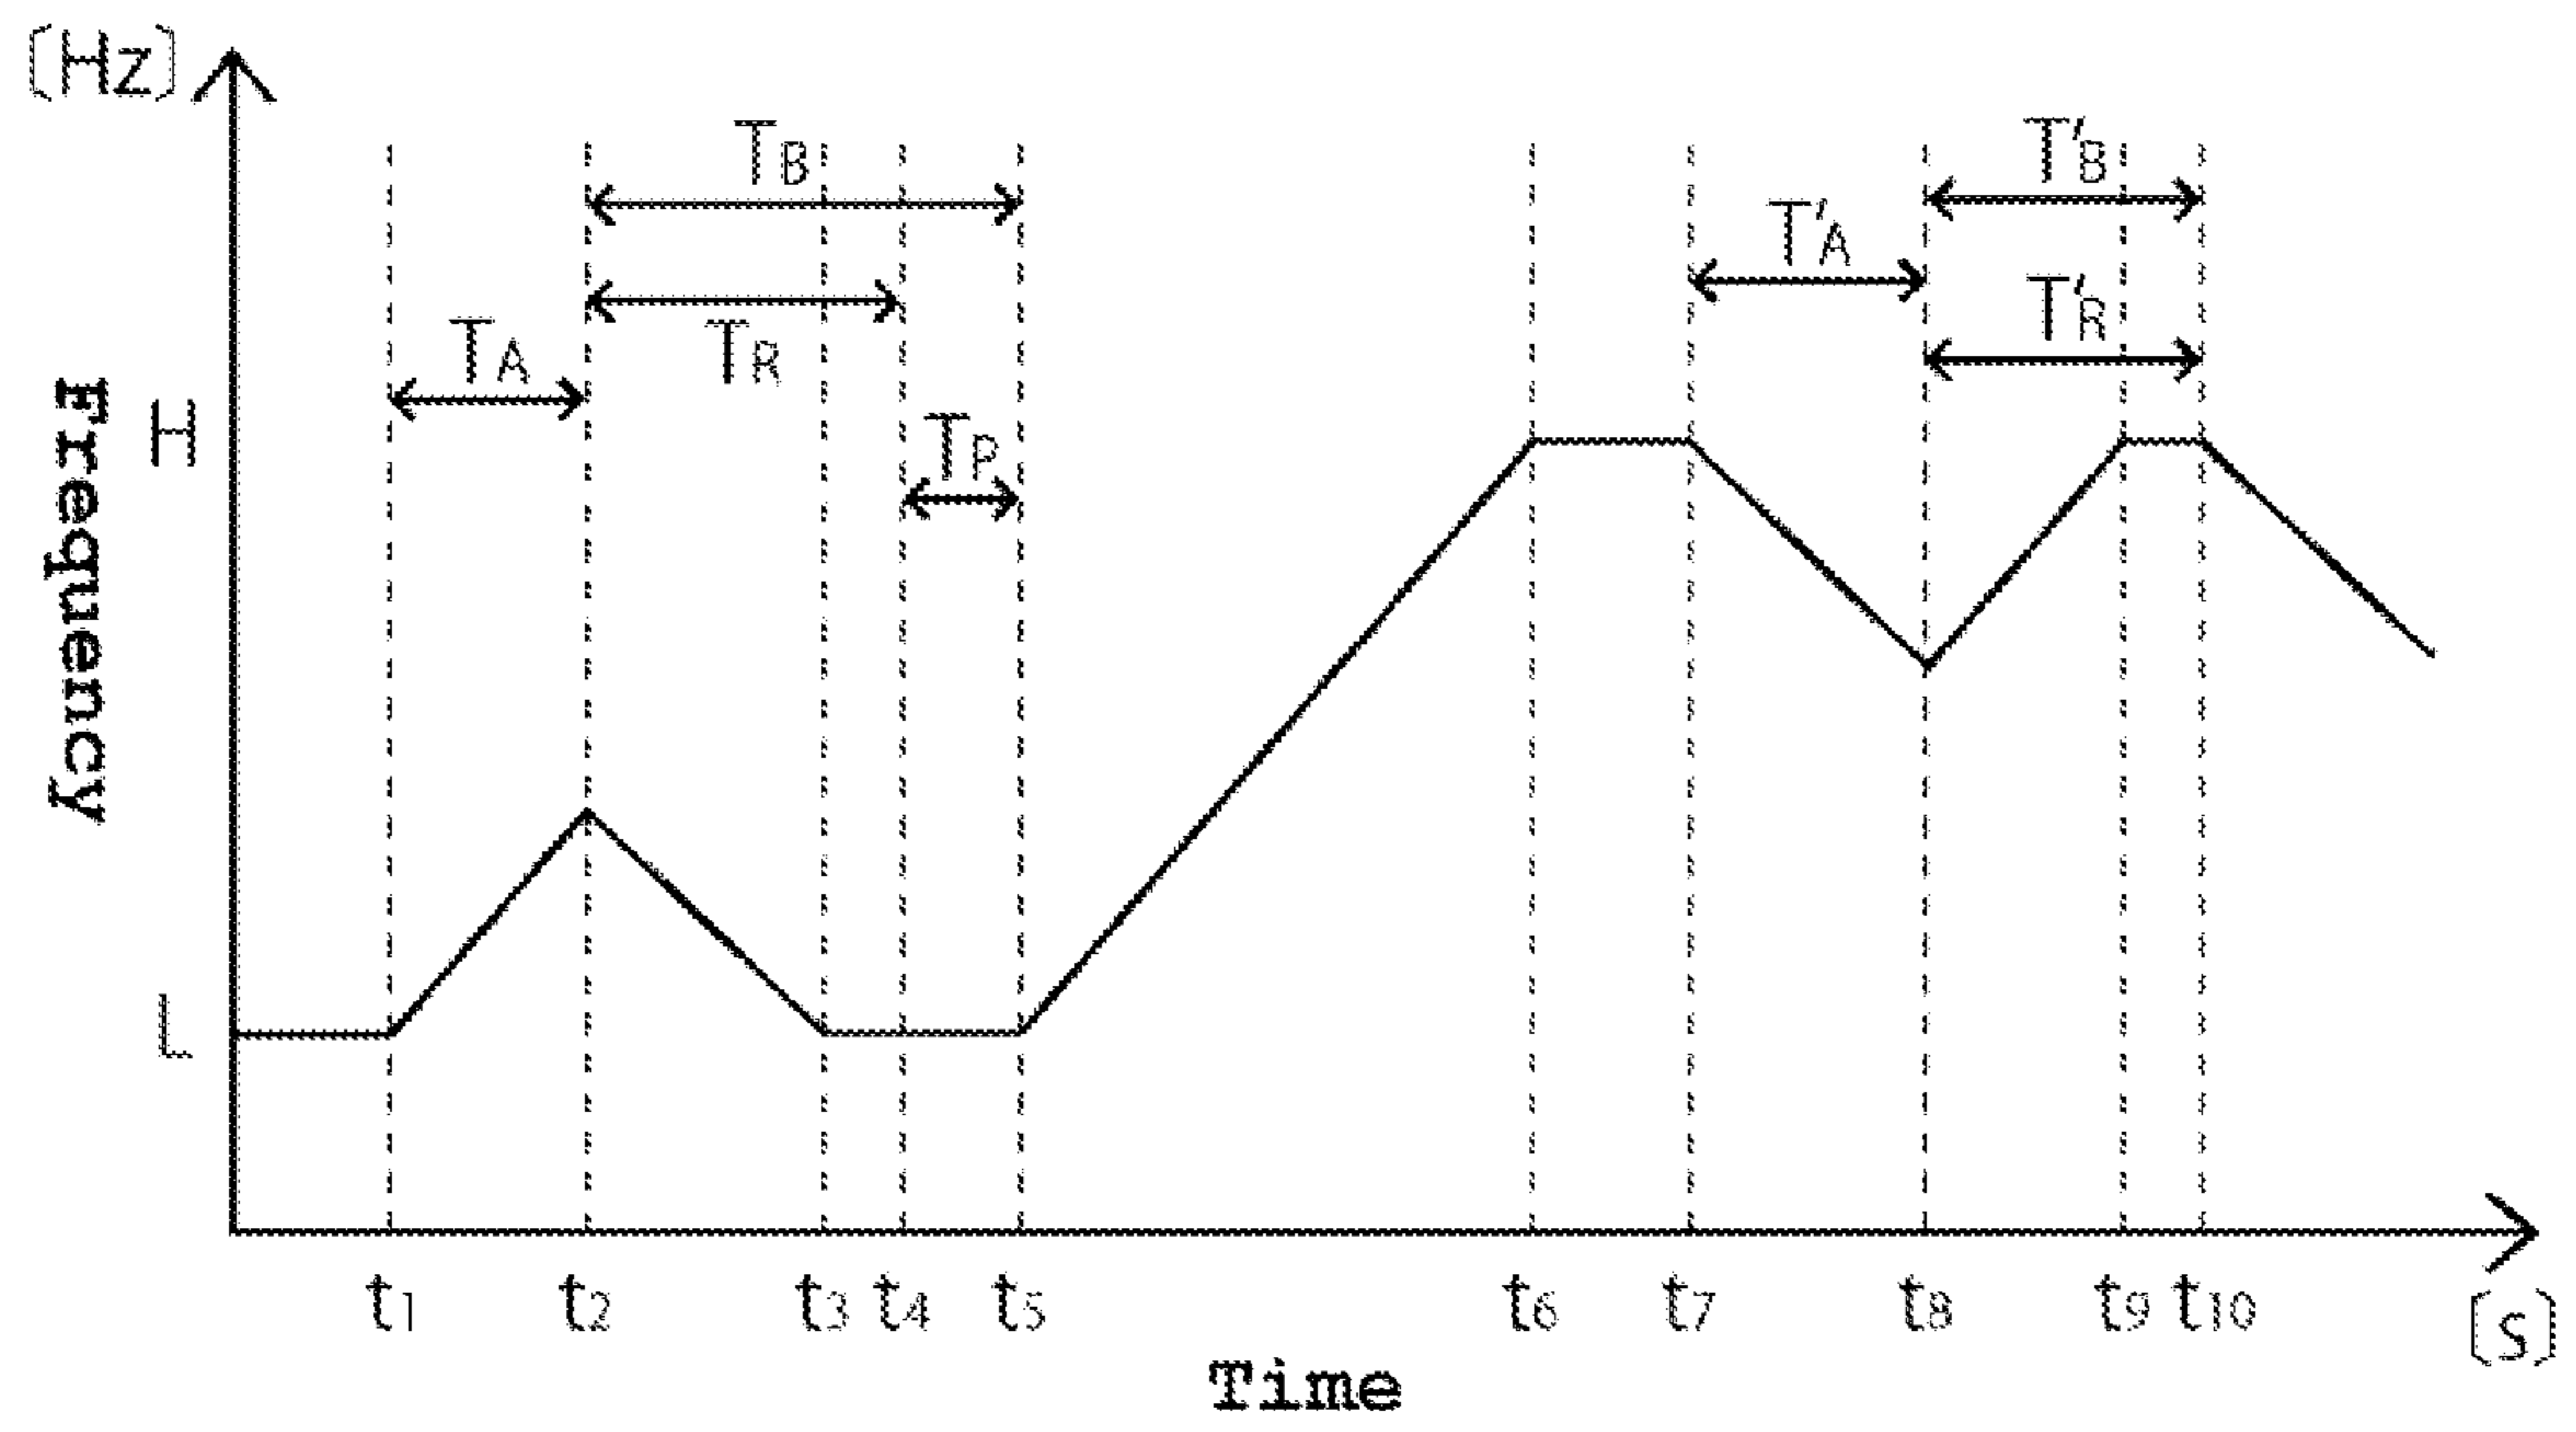 [Hz]
TB
T'B
T'A
T'R
TA
TR
H
TP
Frequency
L
t1 t2 t3 t4 t5 t6 t7 t8 t9 t10
[S]
Time